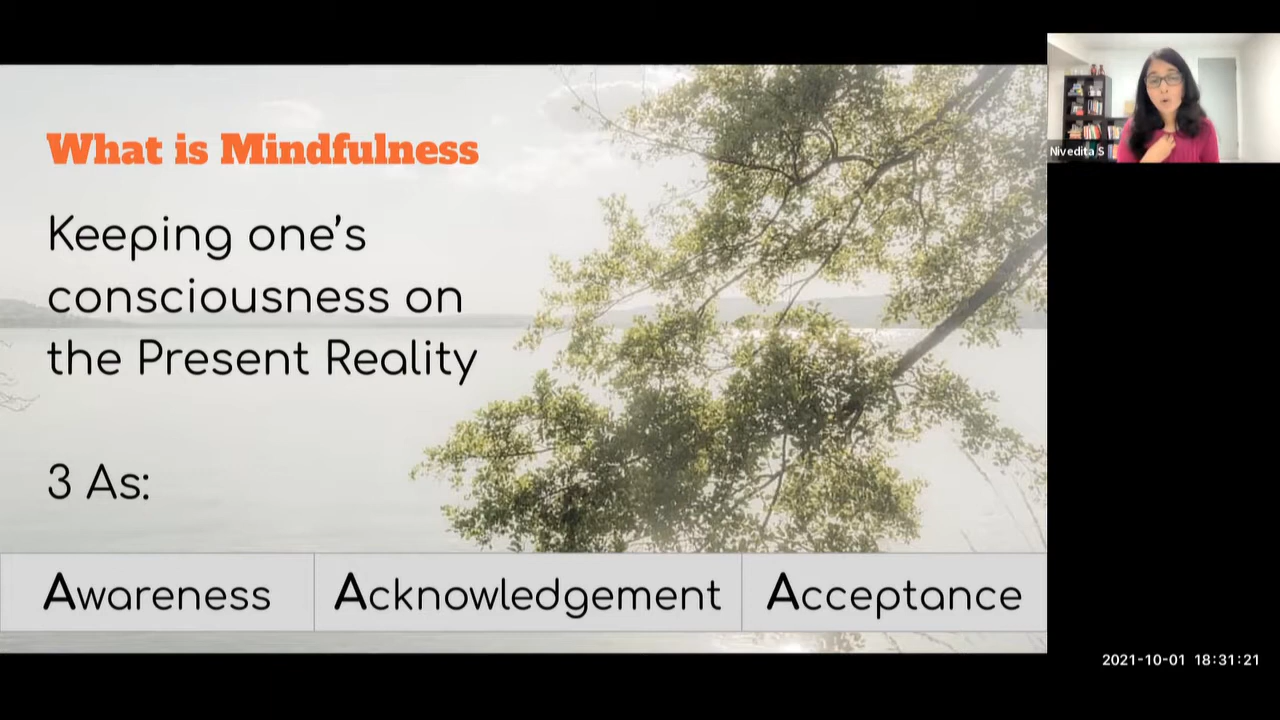 What is Mindfulness
Keeping one's
consciousness on
the Present Reality
3 As:
Awareness
Acknowledgement
Acceptance
Nivedita S
2021-10-01 18:31:21